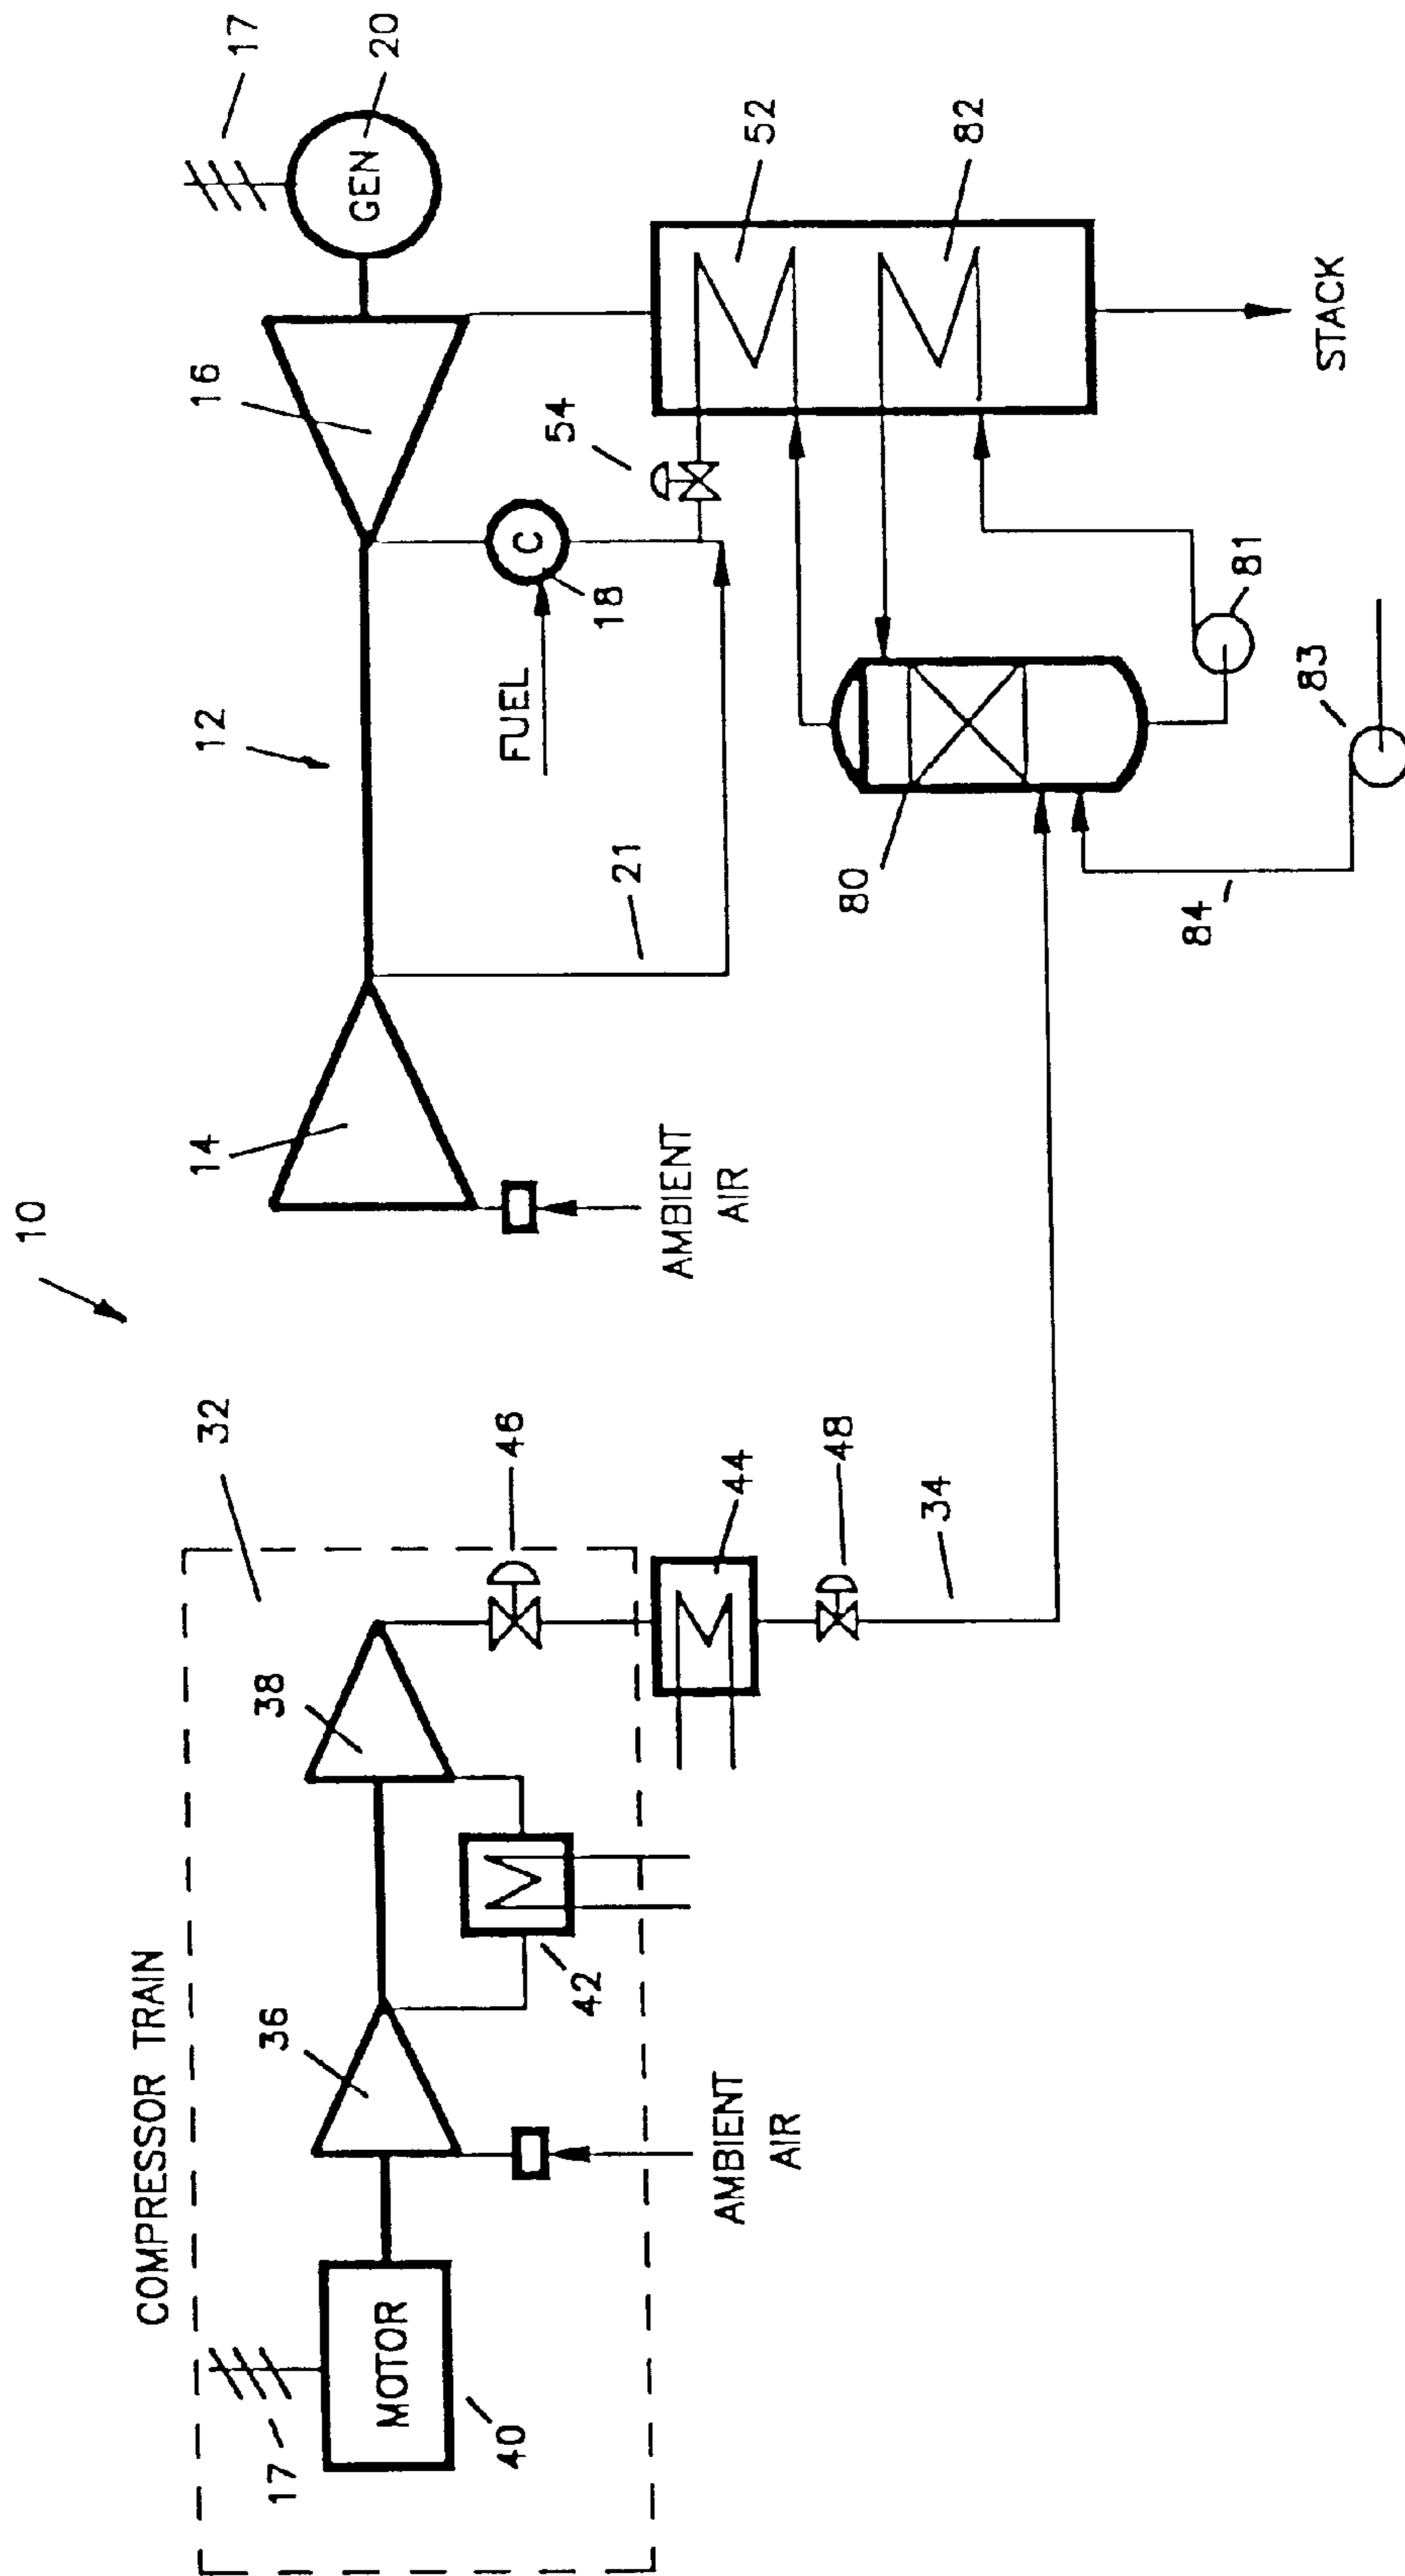 10
COMPRESSOR TRAIN
32
17
MOTOR
40
36
42
38
46
44
48
34
AMBIENT
AIR
12
14
16
17
GEN
20
AMBIENT
AIR
21
FUEL
C
18
54
52
82
STACK
80
81
83
84